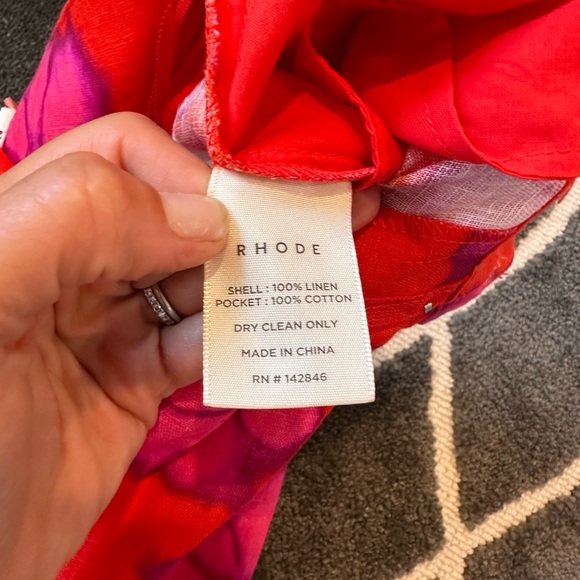 RHODE
SHELL : 100% LINEN
POCKET : 100% COTTON
DRY CLEAN ONLY
MADE IN CHINA
RN # 142846